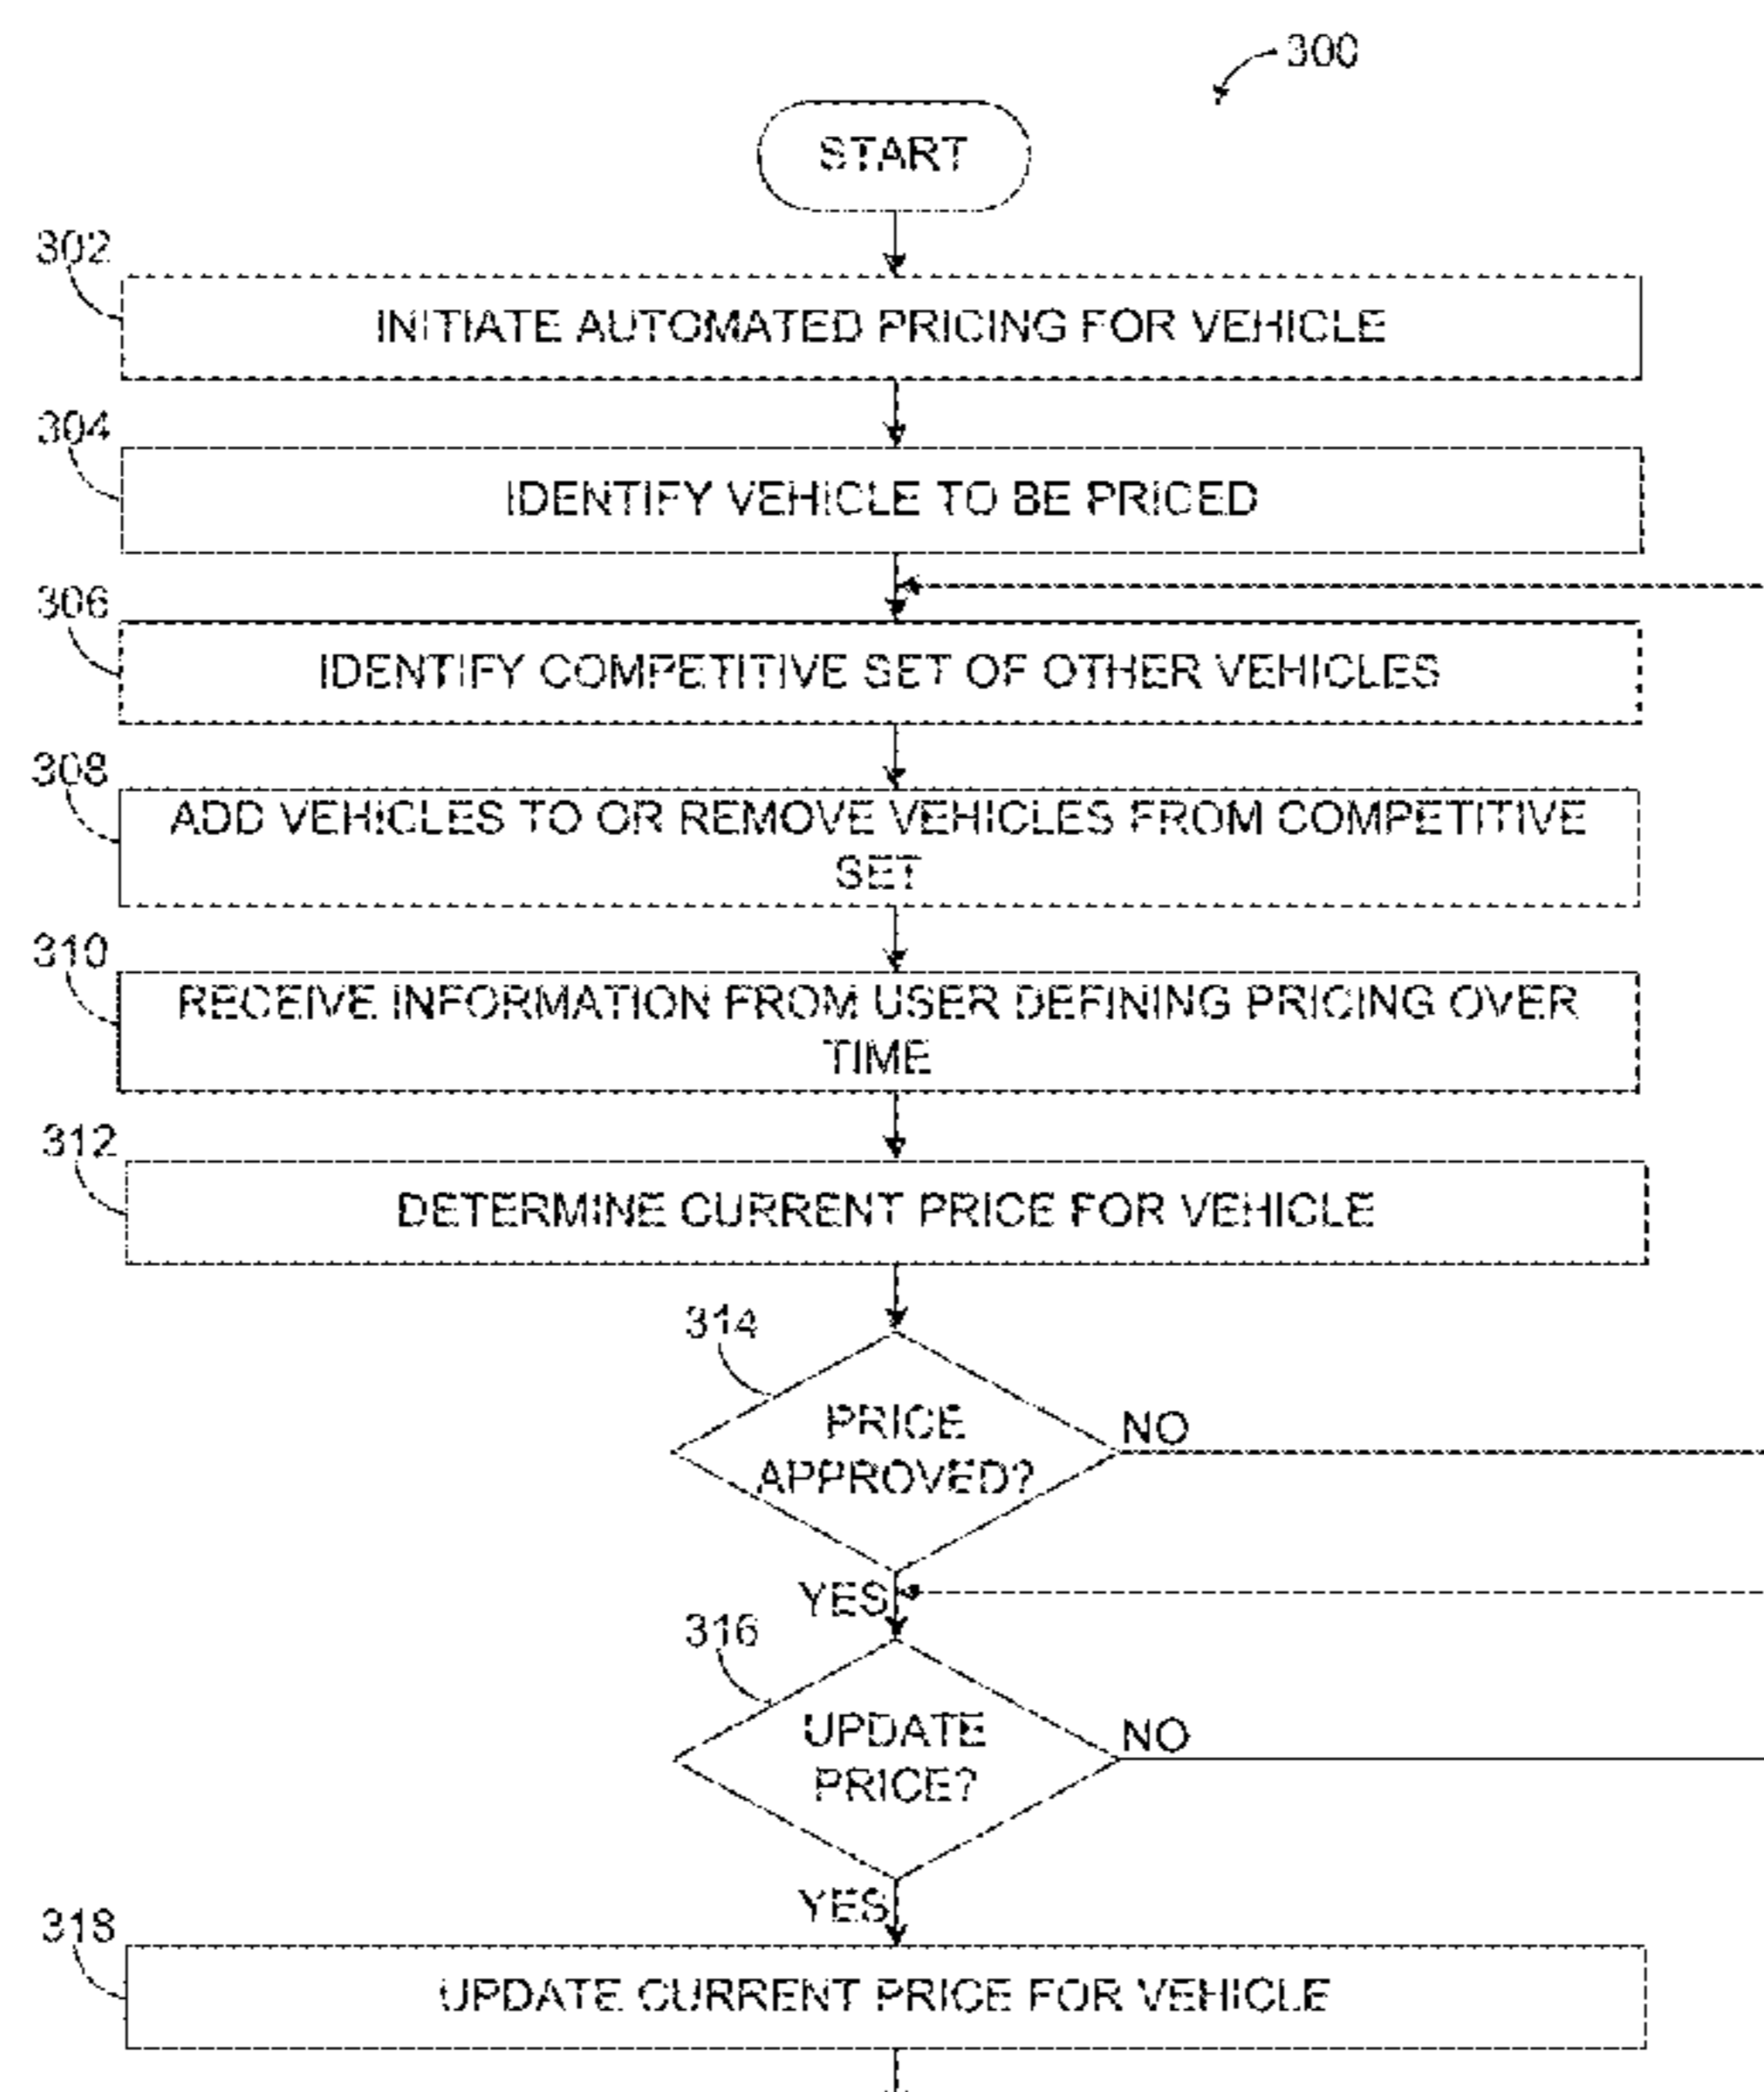 300
START
302
INITIATE AUTOMATED PRICING FOR VEHICLE
304
IDENTIFY VEHICLE TO BE PRICED
306
IDENTIFY COMPETITIVE SET OF OTHER VEHICLES
308
ADD VEHICLES TO OR REMOVE VEHICLES FROM COMPETITIVE
SET
310
RECEIVE INFORMATION FROM USER DEFINING PRICING OVER
TIME
312
DETERMINE CURRENT PRICE FOR VEHICLE
314
PRICE
APPROVED?
NO
YES
316
UPDATE
PRICE?
NO
YES
318
UPDATE CURRENT PRICE FOR VEHICLE